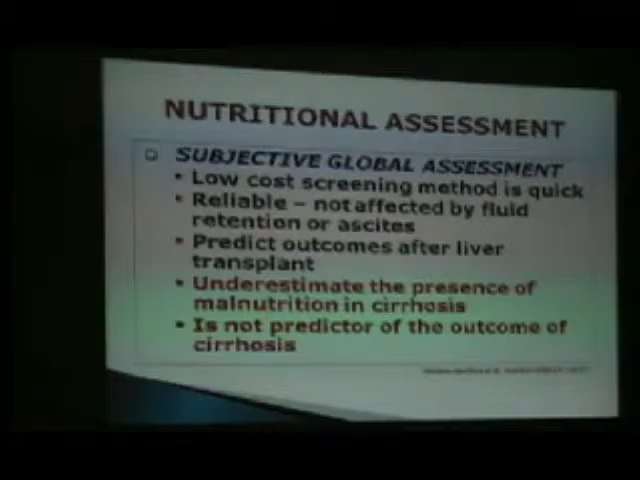 NUTRITIONAL ASSESSMENT
SUBJECTIVE GLOBAL ASSESSMENT
• Low cost screening method is quick
• Reliable – not affected by fluid
retention or ascites
• Predict outcomes after liver
transplant
• Underestimate the presence of
malnutrition in cirrhosis
• Is not predictor of the outcome of
cirrhosis